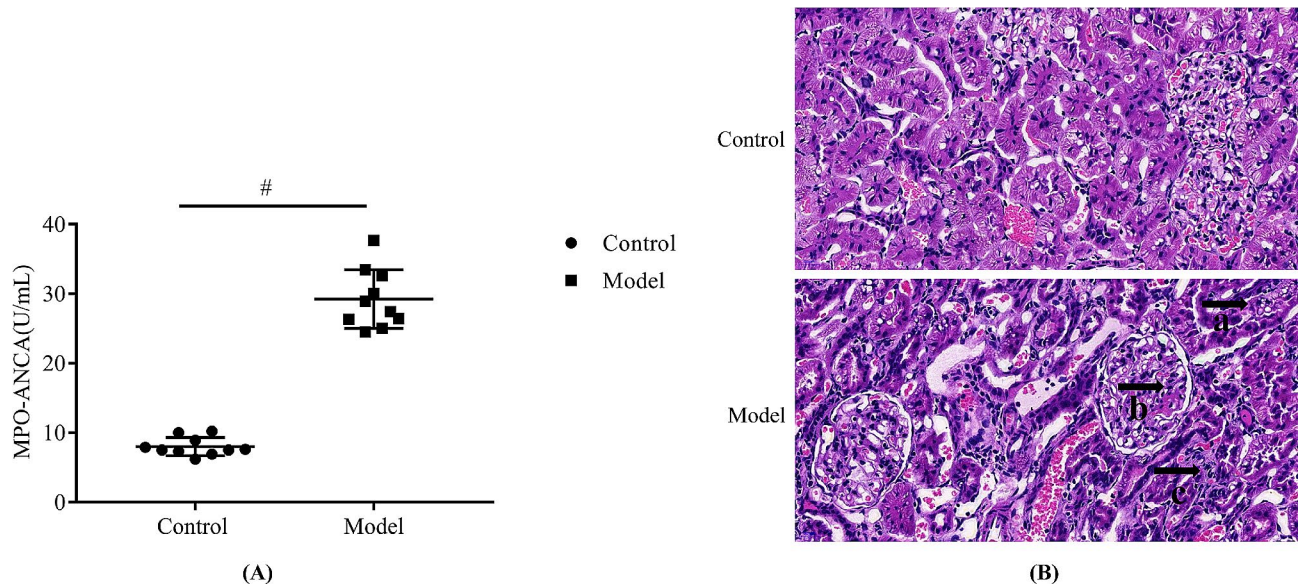 #
MPO-ANCA(U/mL)
40
30
20
10
0
Control
Model
Control
Model
(A)
Control
Model
a
b
c
(B)